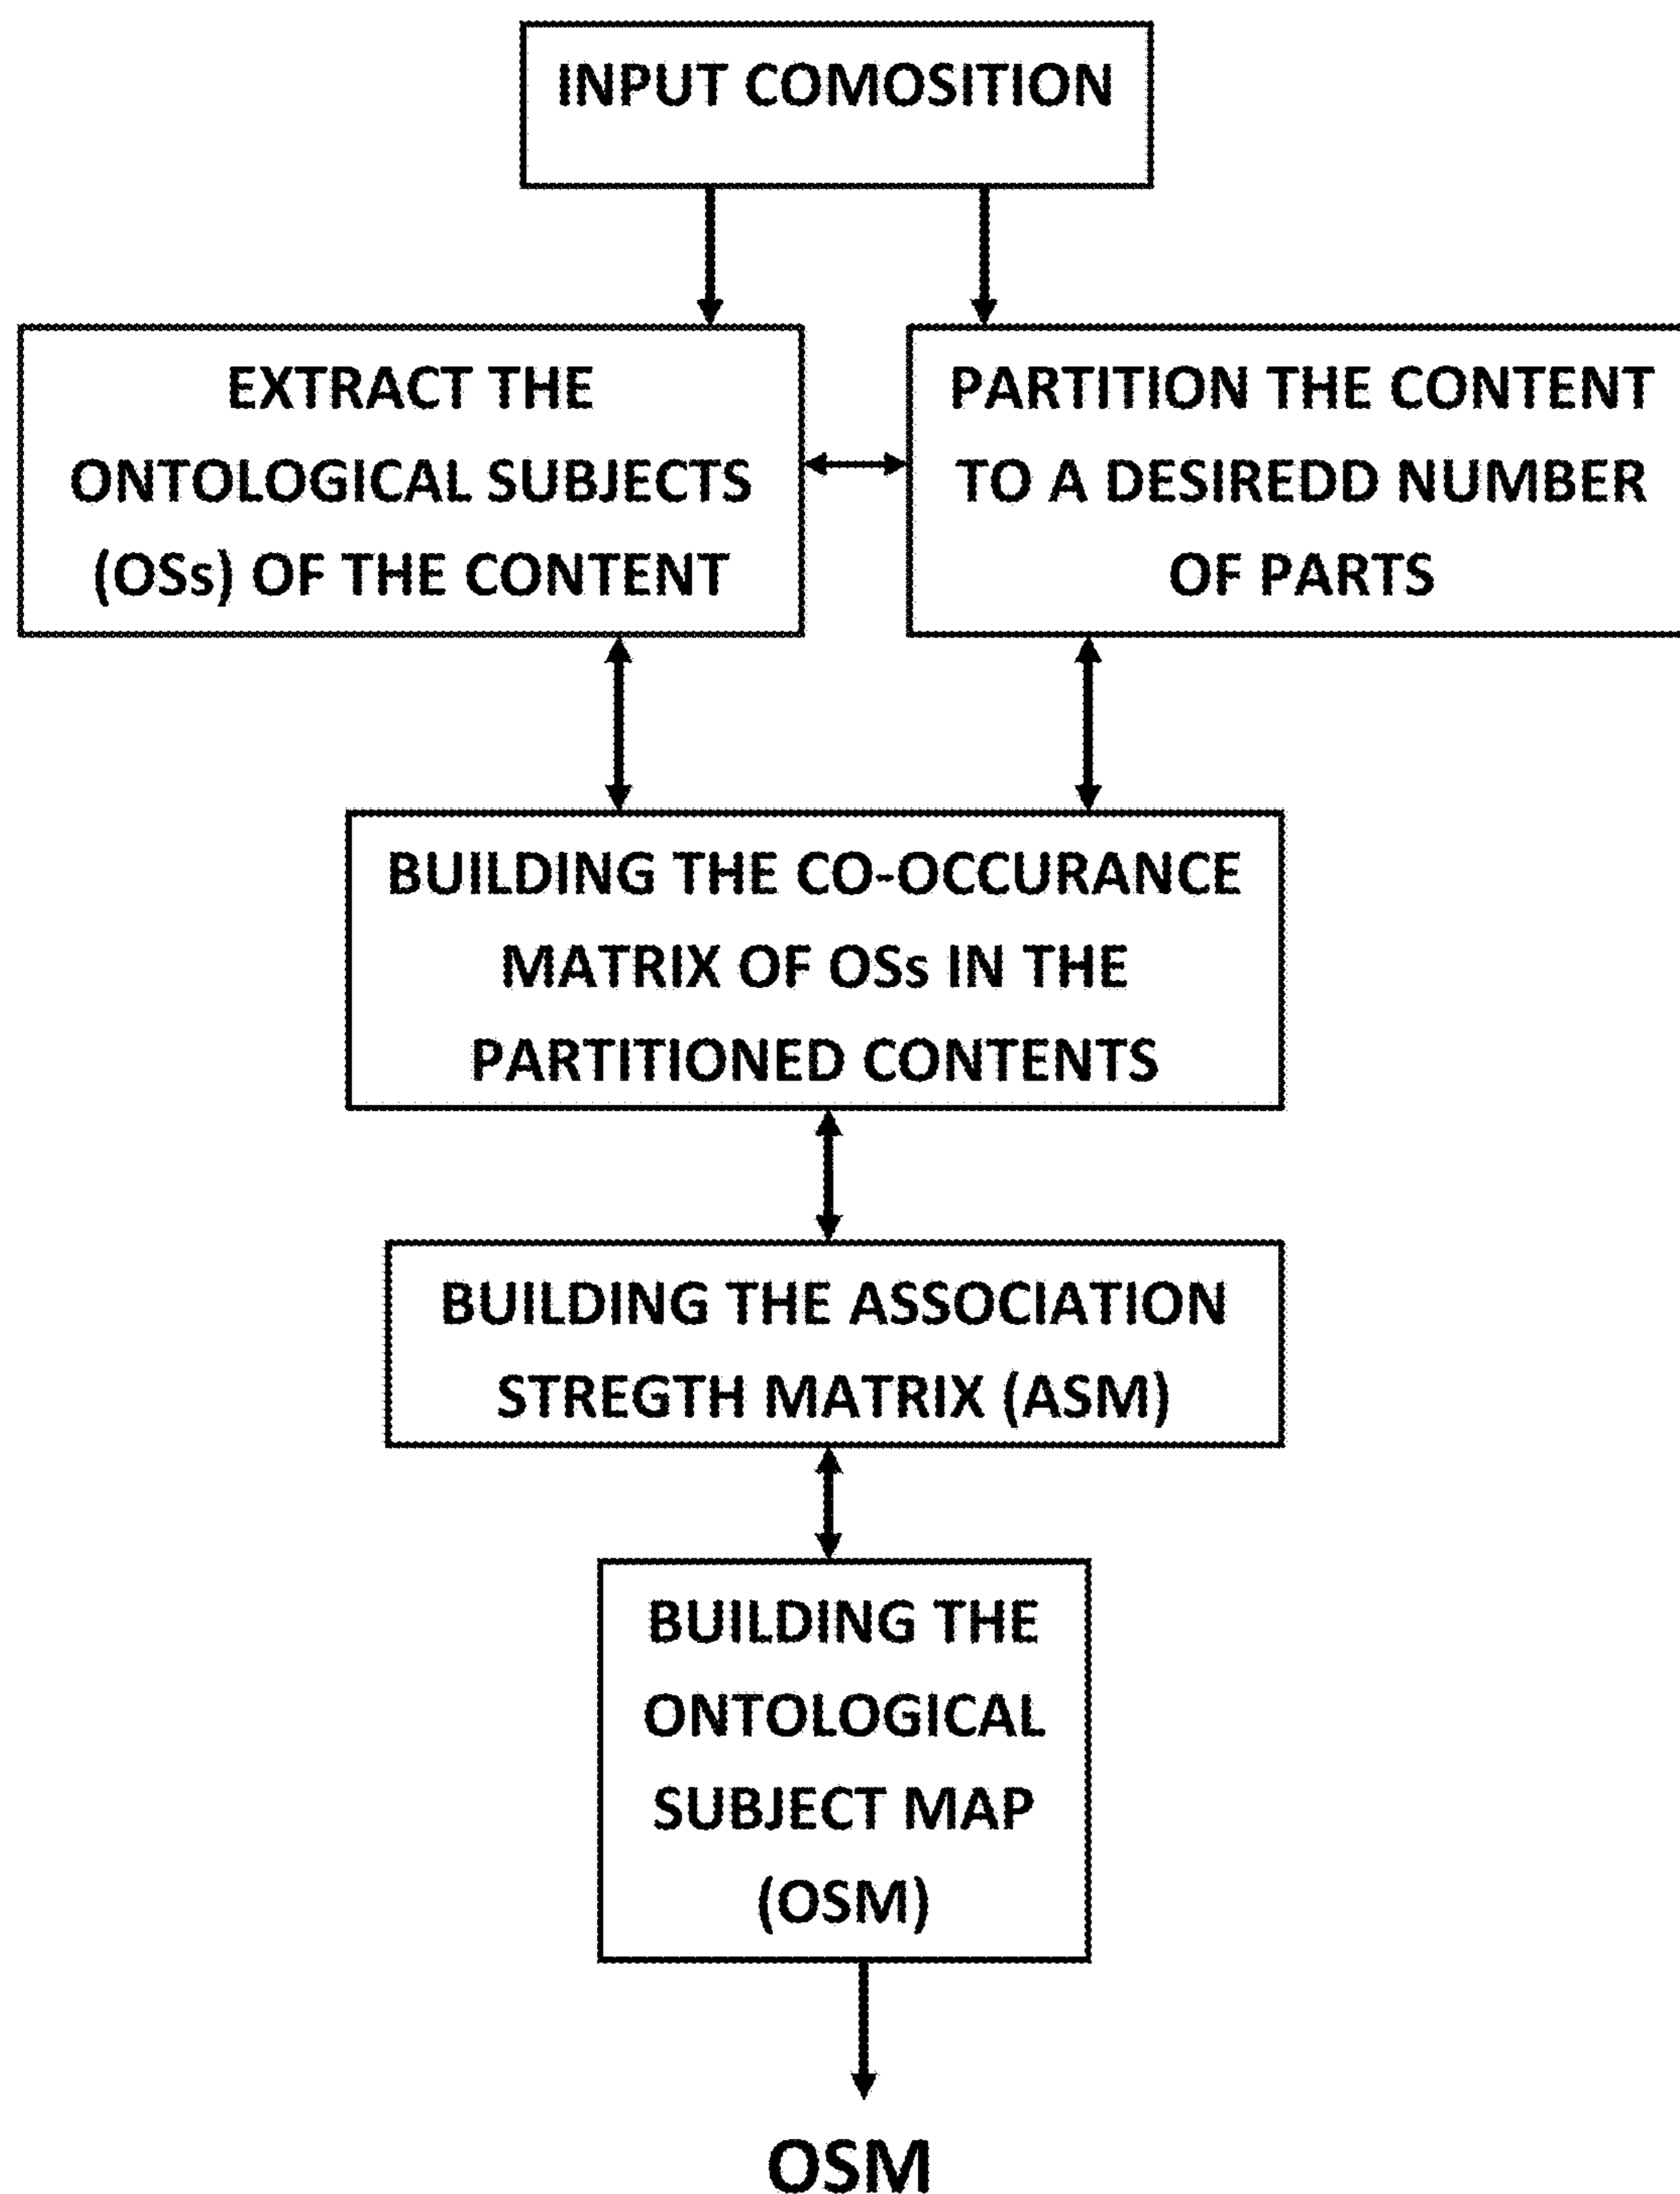 INPUT COMOSITION
EXTRACT THE
ONTOLOGICAL SUBJECTS
(OSs) OF THE CONTENT
PARTITION THE CONTENT
TO A DESIREDD NUMBER
OF PARTS
BUILDING THE CO-OCCURANCE
MATRIX OF OSs IN THE
PARTITIONED CONTENTS
BUILDING THE ASSOCIATION
STREGTH MATRIX (ASM)
BUILDING THE
ONTOLOGICAL
SUBJECT MAP
(OSM)
OSM